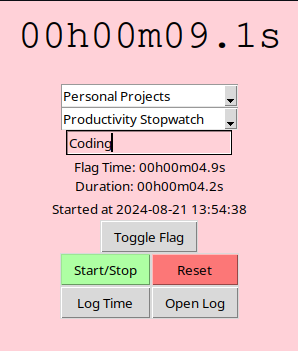 00h00m09.1s
Personal Projects
Productivity Stopwatch
Coding
Flag Time: 00h00m04.9s
Duration: 00h00m04.2s
Started at 2024-08-21 13:54:38
Toggle Flag
Start/Stop Reset
Log Time Open Log